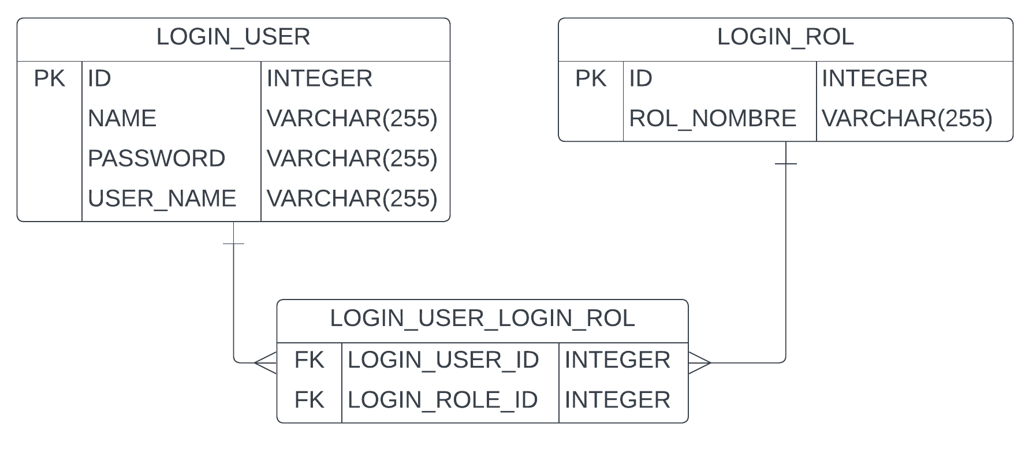 LOGIN_USER
PK ID INTEGER
NAME VARCHAR(255)
PASSWORD VARCHAR(255)
USER_NAME VARCHAR(255)
LOGIN_ROL
PK ID INTEGER
ROL_NOMBRE VARCHAR(255)
LOGIN_USER_LOGIN_ROL
FK LOGIN_USER_ID INTEGER
FK LOGIN_ROLE_ID INTEGER